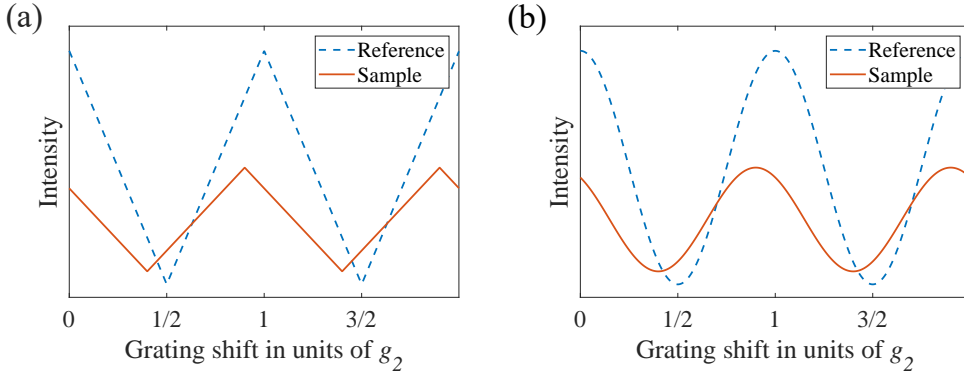 (a)
Intensity
Reference
Sample
0 1/2 1 3/2
Grating shift in units of g₂
(b)
Intensity
Reference
Sample
0 1/2 1 3/2
Grating shift in units of g₂